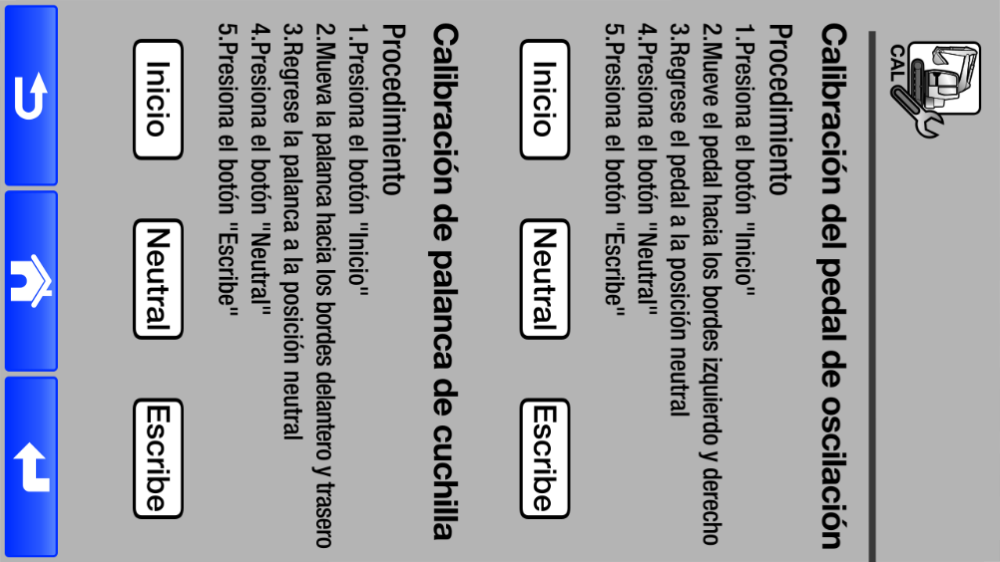 CAL
Calibración del pedal de oscilación
Procedimiento
1.Presiona el botón "Inicio"
2.Mueve el pedal hacia los bordes izquierdo y derecho
3.Regrese el pedal a la posición neutral
4.Presiona el botón "Neutral"
5.Presiona el botón "Escribe"
Inicio
Neutral
Escribe
Calibración de palanca de cuchilla
Procedimiento
1.Presiona el botón "Inicio"
2.Mueva la palanca hacia los bordes delantero y trasero
3.Regrese la palanca a la posición neutral
4.Presiona el botón "Neutral"
5.Presiona el botón "Escribe"
Inicio
Neutral
Escribe